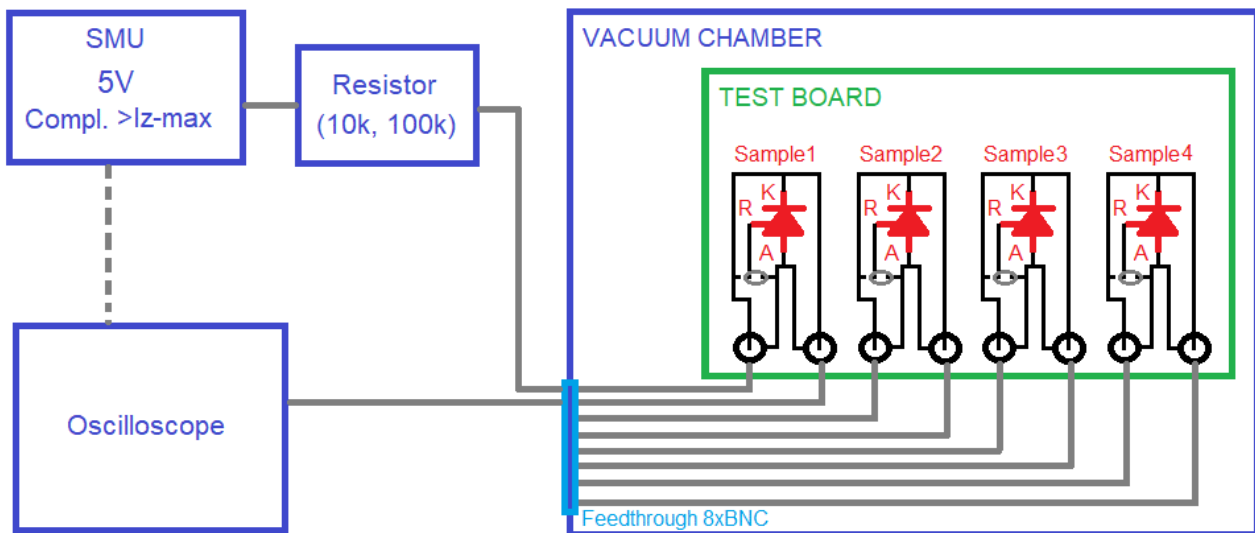 SMU
5V
Compl. >Iz-max
Resistor
(10k, 100k)
Oscilloscope
VACUUM CHAMBER
TEST BOARD
Sample1
K
R
A
Sample2
K
R
A
Sample3
K
R
A
Sample4
K
R
A
Feedthrough 8xBNC